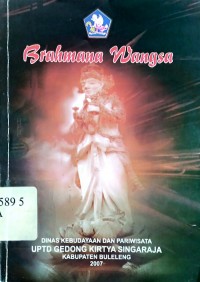 Brahmana Wangsa
589 5
A
DINAS KEBUDAYAAN DAN PARIWISATA
UPTD GEDONG KIRTYA SINGARAJA
KABUPATEN BULELENG
2007